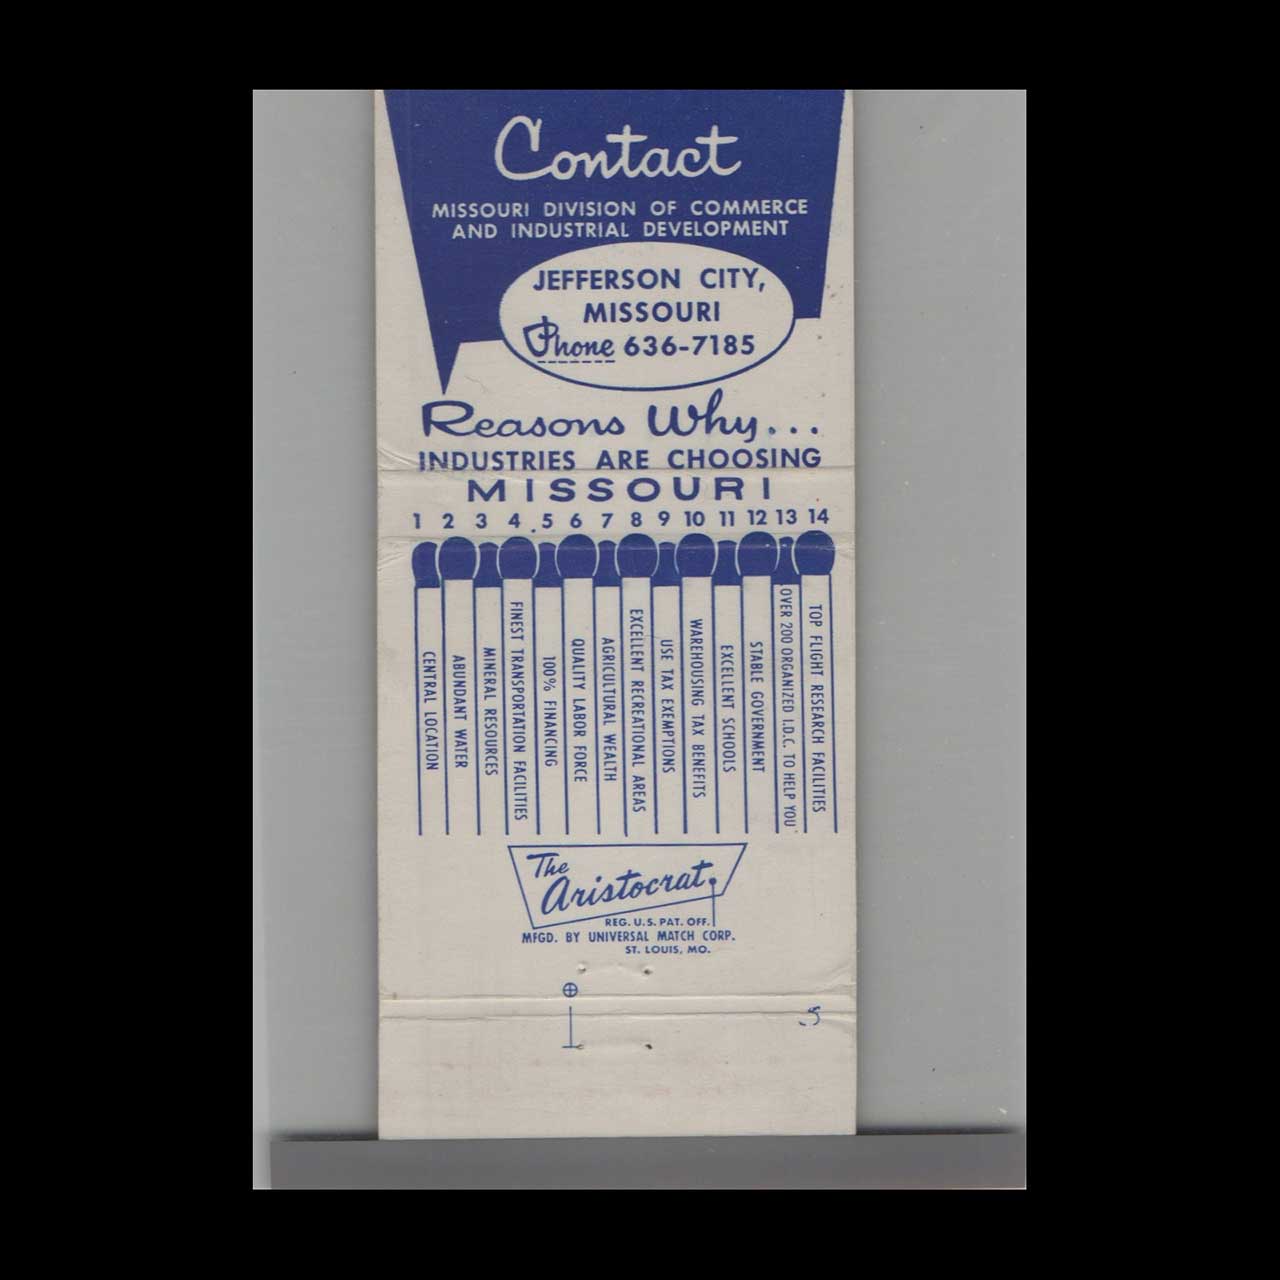 Contact
MISSOURI DIVISION OF COMMERCE
AND INDUSTRIAL DEVELOPMENT
JEFFERSON CITY,
MISSOURI
Phone 636-7185
Reasons Why...
INDUSTRIES ARE CHOOSING
MISSOURI
1 2 3 4 5 6 7 8 9 10 11 12 13 14
CENTRAL LOCATION
ABUNDANT WATER
MINERAL RESOURCES
FINEST TRANSPORTATION FACILITIES
100% FINANCING
QUALITY LABOR FORCE
AGRICULTURAL WEALTH
EXCELLENT RECREATIONAL AREAS
USE TAX EXEMPTIONS
WAREHOUSING TAX BENEFITS
EXCELLENT SCHOOLS
STABLE GOVERNMENT
OVER 200 ORGANIZED I.D.C. TO HELP YOU
TOP FLIGHT RESEARCH FACILITIES
The
Aristocrat
REG. U.S. PAT. OFF.
MFGD. BY UNIVERSAL MATCH CORP.
ST. LOUIS, MO.